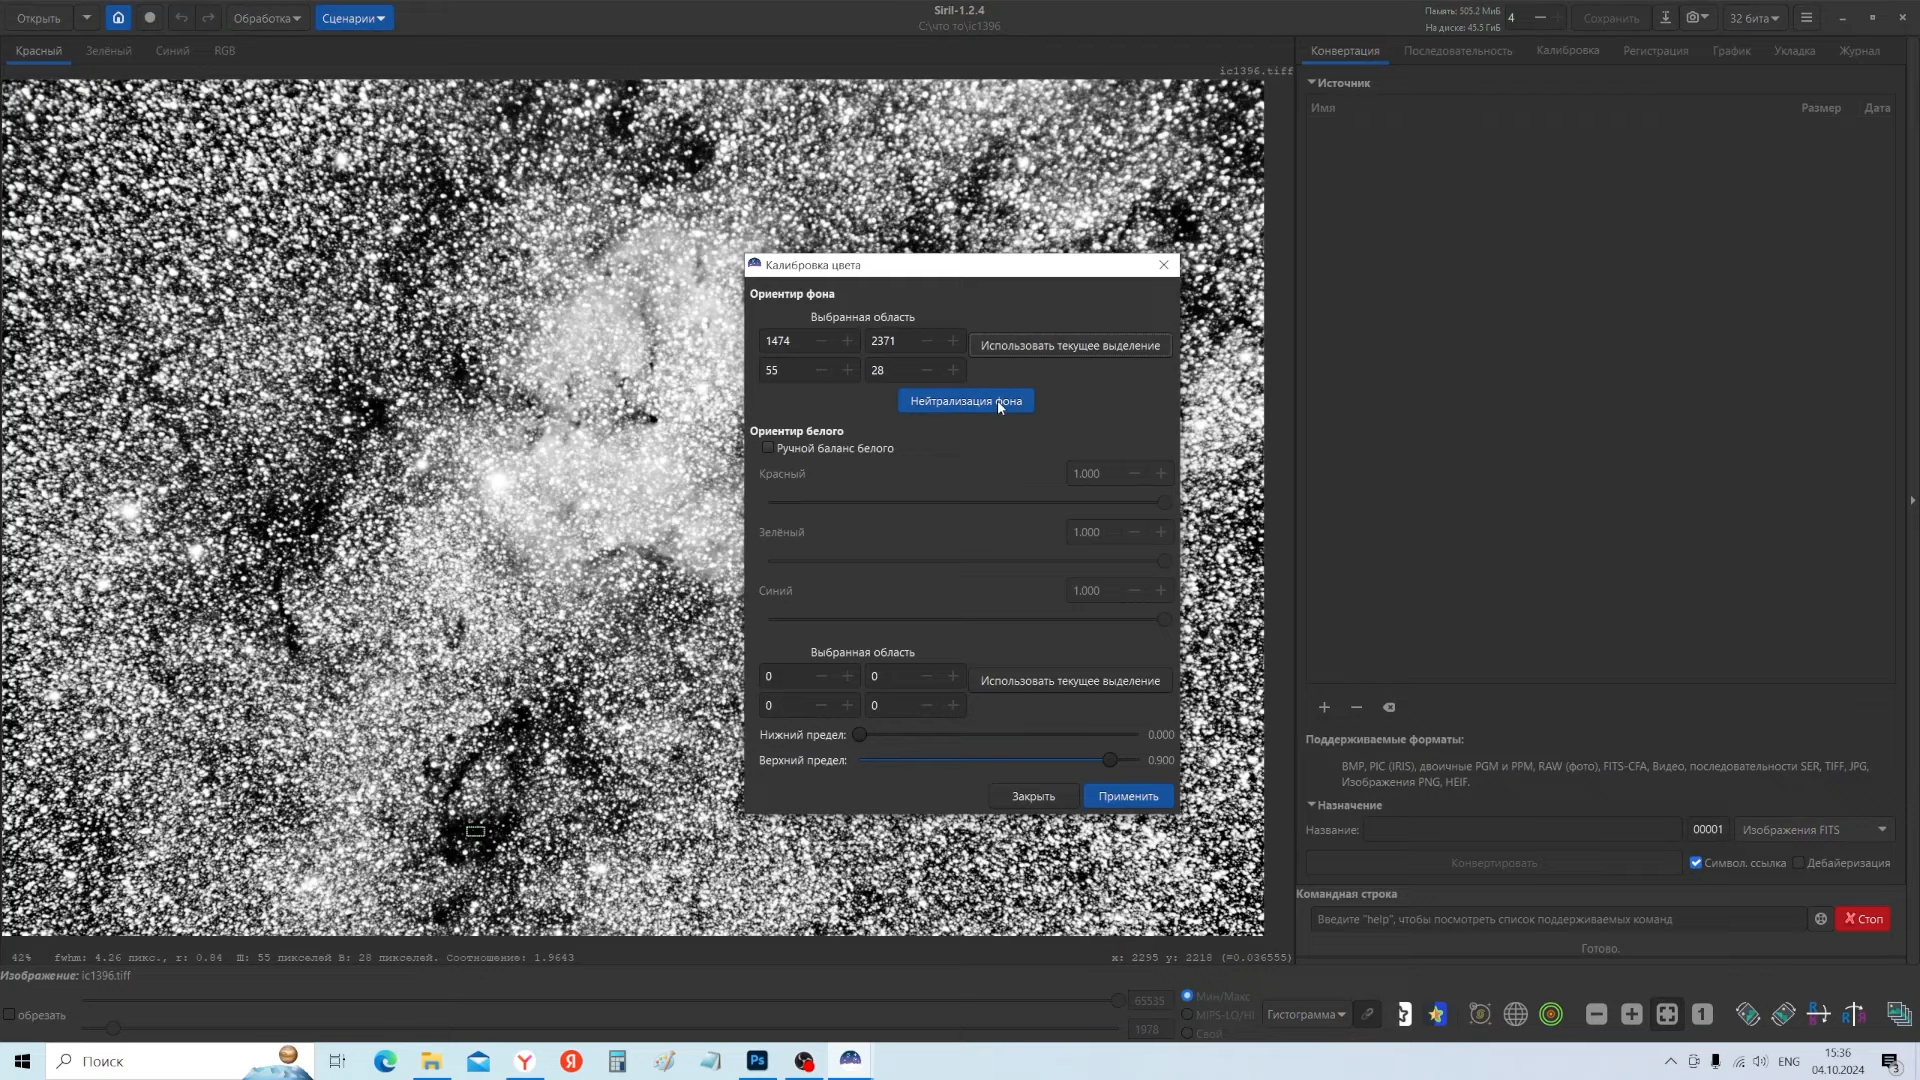 Открыть
Обработка
Сценарии
Siril-1.2.4
C:\что то\ic1396
Память: 505.2 МиБ
На диске: 45.5 ГиБ
4
Сохранить
32 бита
Красный
Зелёный
Синий
RGB
ic1396.tiff
Конвертация
Последовательность
Калибровка
Регистрация
График
Укладка
Журнал
Источник
Имя
Размер
Дата
Калибровка цвета
Ориентир фона
Выбранная область
1474
2371
Использовать текущее выделение
55
28
Нейтрализация фона
Ориентир белого
Ручной баланс белого
Красный
1.000
Зелёный
1.000
Синий
1.000
Выбранная область
0
0
Использовать текущее выделение
0
0
Нижний предел:
0.000
Верхний предел:
0.900
Закрыть
Применить
Поддерживаемые форматы:
BMP, PIC (IRIS), двоичные PGM и PPM, RAW (фото), FITS-CFA, Видео, последовательности SER, TIFF, JPG,
Изображения PNG, HEIF.
Назначение
Название:
00001
Изображения FITS
Конвертировать
Символ. ссылка
Дебайеризация
Командная строка
Введите "help", чтобы посмотреть список поддерживаемых команд
Стоп
Готово.
42%
fwhm: 4.26 пикс., r: 0.84
Ш: 55 пикселей В: 28 пикселей. Соотношение: 1.9643
x: 2295 y: 2218 (=0.036555)
Изображение: ic1396.tiff
обрезать
65535
1978
Мин/Макс
MIPS-LO/HI
Свой
Гистограмма
1
Поиск
Ps
ENG
15:36
04.10.2024
3